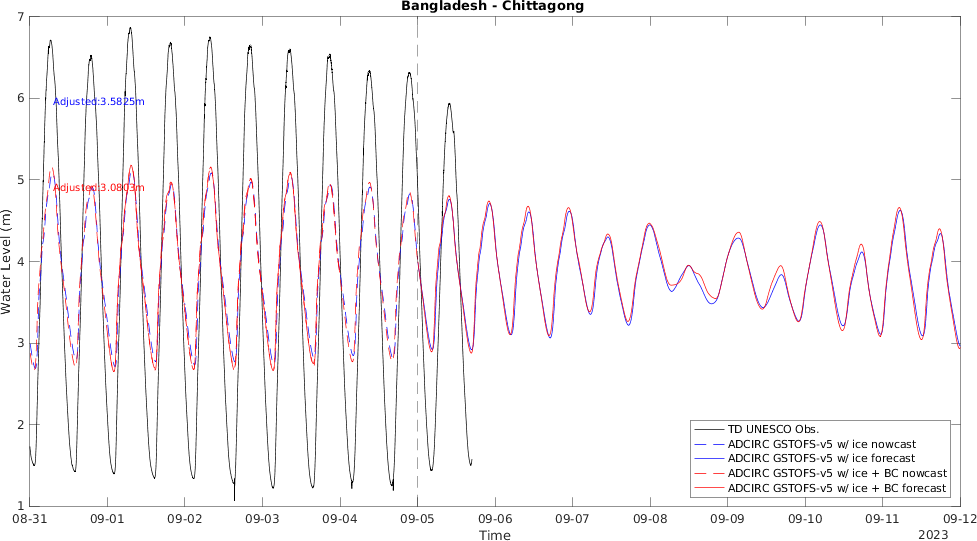 Bangladesh - Chittagong
7
6
5
4
3
2
1
Water Level (m)
Adjusted:3.5825m
Adjusted:3.0803m
TD UNESCO Obs.
ADCIRC GSTOFS-v5 w/ ice nowcast
ADCIRC GSTOFS-v5 w/ ice forecast
ADCIRC GSTOFS-v5 w/ ice + BC nowcast
ADCIRC GSTOFS-v5 w/ ice + BC forecast
08-31 09-01 09-02 09-03 09-04 09-05 09-06 09-07 09-08 09-09 09-10 09-11 09-12
Time
2023